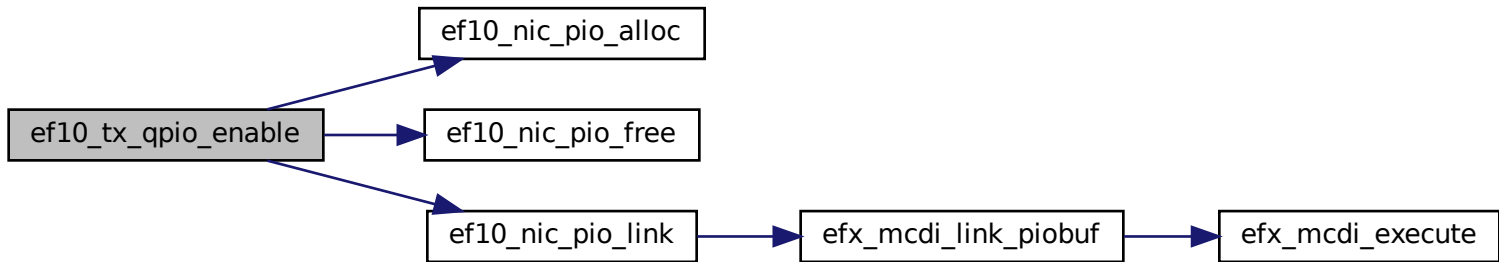 ef10_nic_pio_alloc
ef10_tx_qpio_enable
ef10_nic_pio_free
ef10_nic_pio_link
efx_mcdi_link_piobuf
efx_mcdi_execute